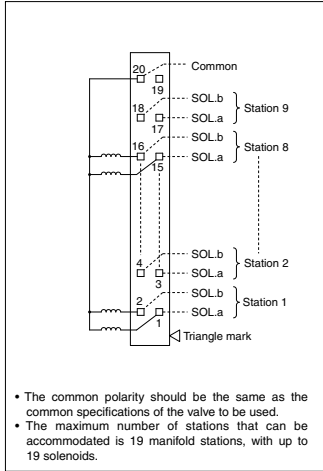 20
Common
19
18
SOL.b
Station 9
SOL.a
17
16
SOL.b
Station 8
SOL.a
15
4
SOL.b
Station 2
SOL.a
3
2
SOL.b
Station 1
SOL.a
1
Triangle mark
• The common polarity should be the same as the
common specifications of the valve to be used.
• The maximum number of stations that can be
accommodated is 19 manifold stations, with up to
19 solenoids.